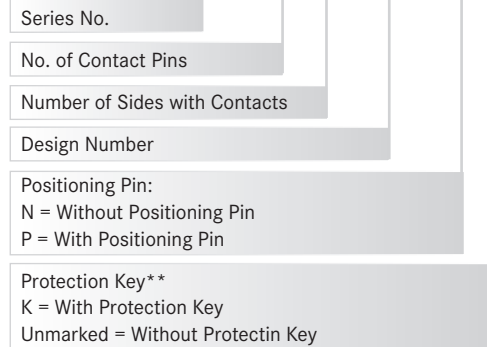 Series No.
No. of Contact Pins
Number of Sides with Contacts
Design Number
Positioning Pin:
N = Without Positioning Pin
P = With Positioning Pin
Protection Key**
K = With Protection Key
Unmarked = Without Protectin Key